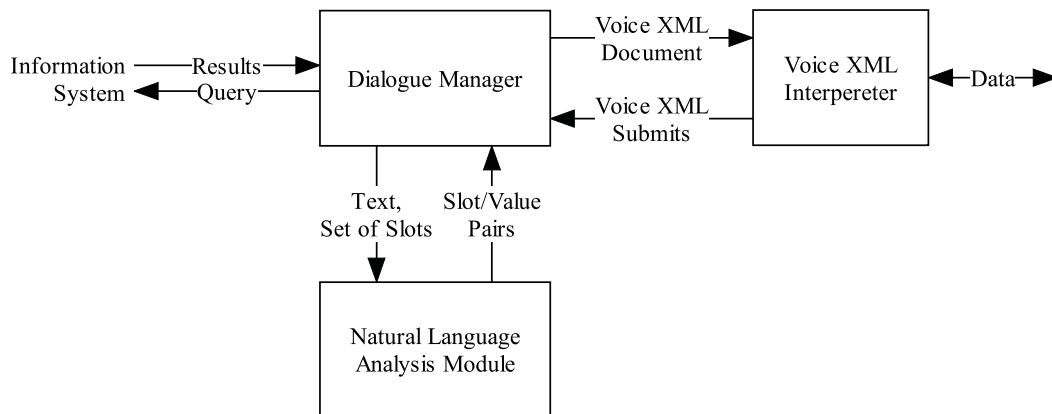 Information
System
Results
Query
Dialogue Manager
Voice XML
Document
Voice XML
Submits
Voice XML
Interpereter
Data
Text,
Set of Slots
Slot/Value
Pairs
Natural Language
Analysis Module